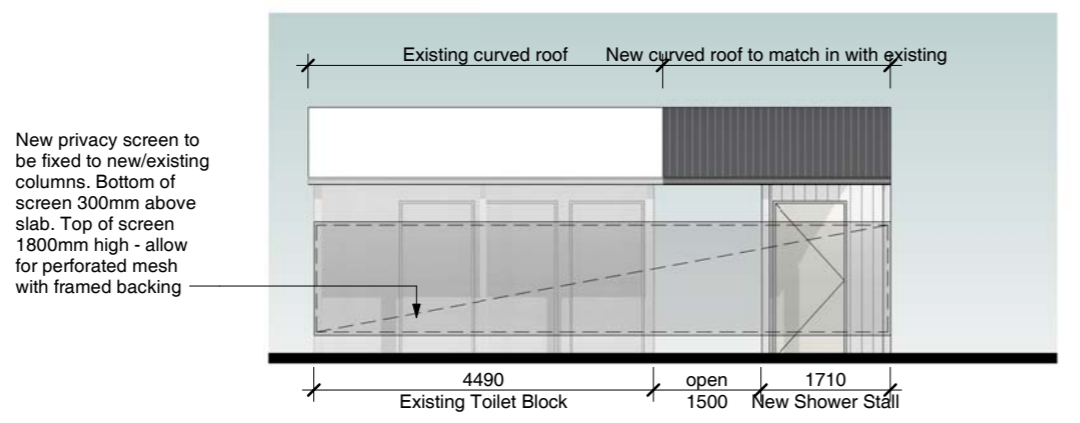 Existing curved roof
New curved roof to match in with existing
New privacy screen to
be fixed to new/existing
columns. Bottom of
screen 300mm above
slab. Top of screen
1800mm high - allow
for perforated mesh
with framed backing
4490
Existing Toilet Block
open
1500
1710
New Shower Stall